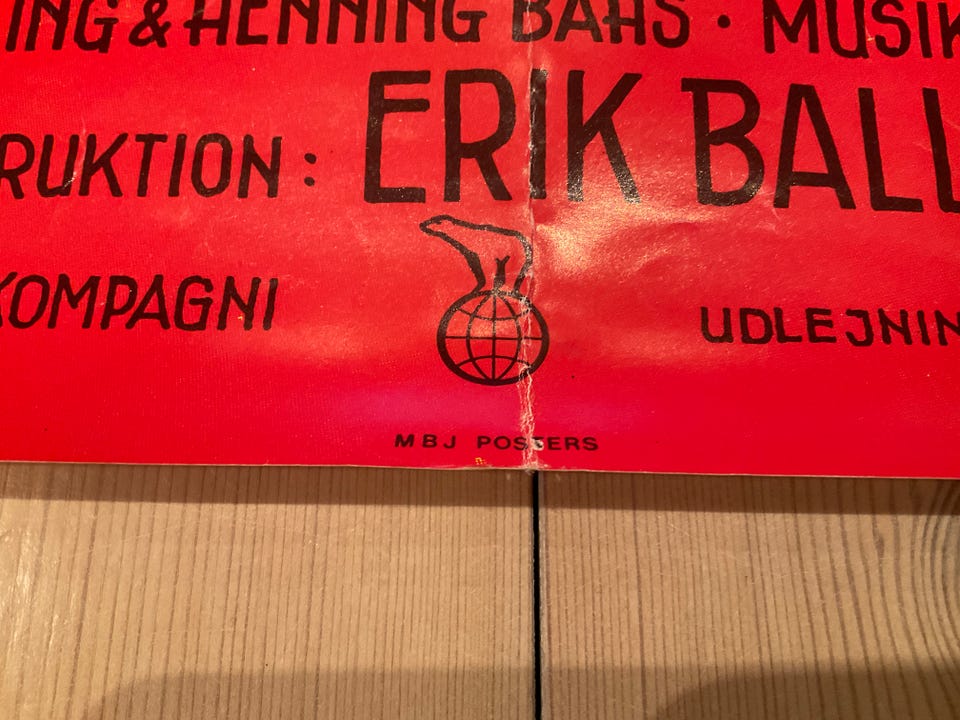 ING & HENNING BAHS · MUSIK
RUKTION: ERIK BALL
KOMPAGNI UDLEJNIN
MBJ POSTERS